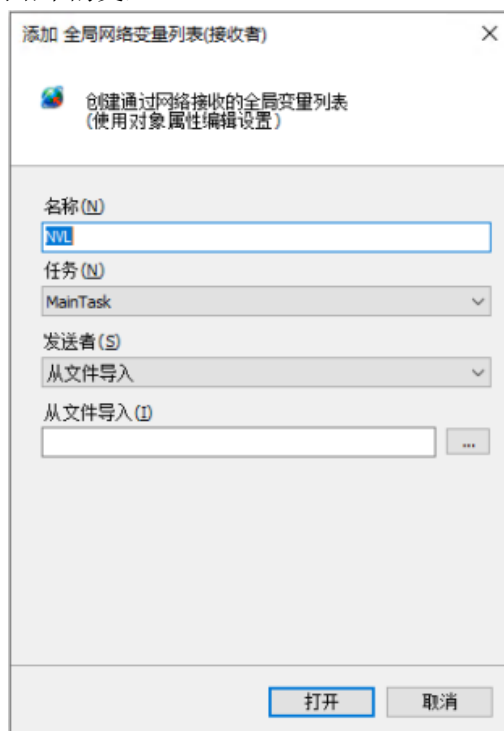 添加 全局网络变量列表(接收者)
创建通过网络接收的全局变量列表
(使用对象属性编辑设置)
名称(N)
NVL
任务(N)
MainTask
发送者(S)
从文件导入
从文件导入(I)
...
打开
取消